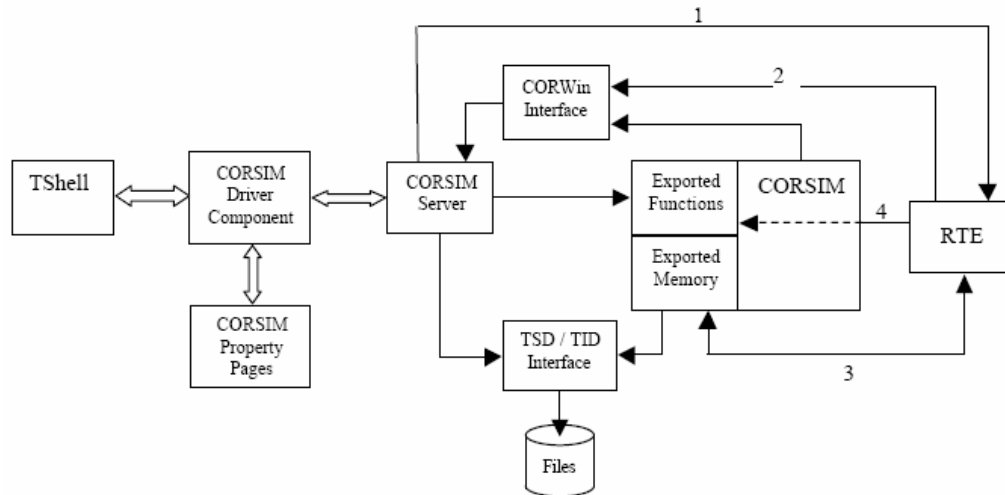 1
2
CORWin
Interface
TShell
CORSIM
Driver
Component
CORSIM
Server
Exported
Functions
CORSIM
4
RTE
Exported
Memory
CORSIM
Property
Pages
TSD / TID
Interface
3
Files